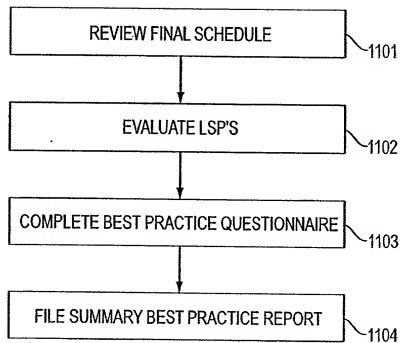 REVIEW FINAL SCHEDULE
1101
EVALUATE LSP'S
1102
COMPLETE BEST PRACTICE QUESTIONNAIRE
1103
FILE SUMMARY BEST PRACTICE REPORT
1104